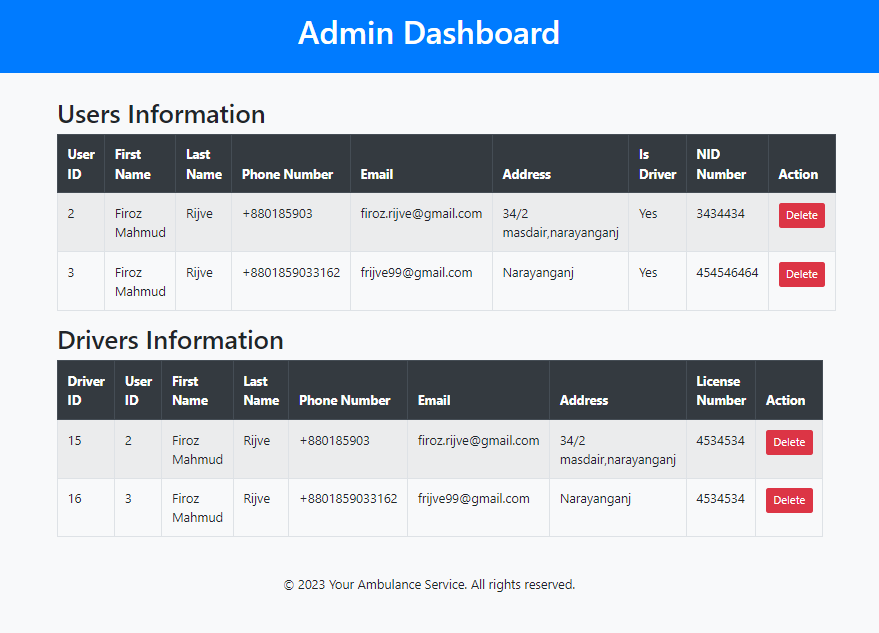 Admin Dashboard
Users Information
User ID First Name Last Name Phone Number Email Address Is Driver NID Number Action
2 Firoz Mahmud Rijve +880185903 firoz.rijve@gmail.com 34/2 masdair,narayanganj Yes 3434434 Delete
3 Firoz Mahmud Rijve +8801859033162 frijve99@gmail.com Narayanganj Yes 454546464 Delete
Drivers Information
Driver ID User ID First Name Last Name Phone Number Email Address License Number Action
15 2 Firoz Mahmud Rijve +880185903 firoz.rijve@gmail.com 34/2 masdair,narayanganj 4534534 Delete
16 3 Firoz Mahmud Rijve +8801859033162 frijve99@gmail.com Narayanganj 4534534 Delete
© 2023 Your Ambulance Service. All rights reserved.